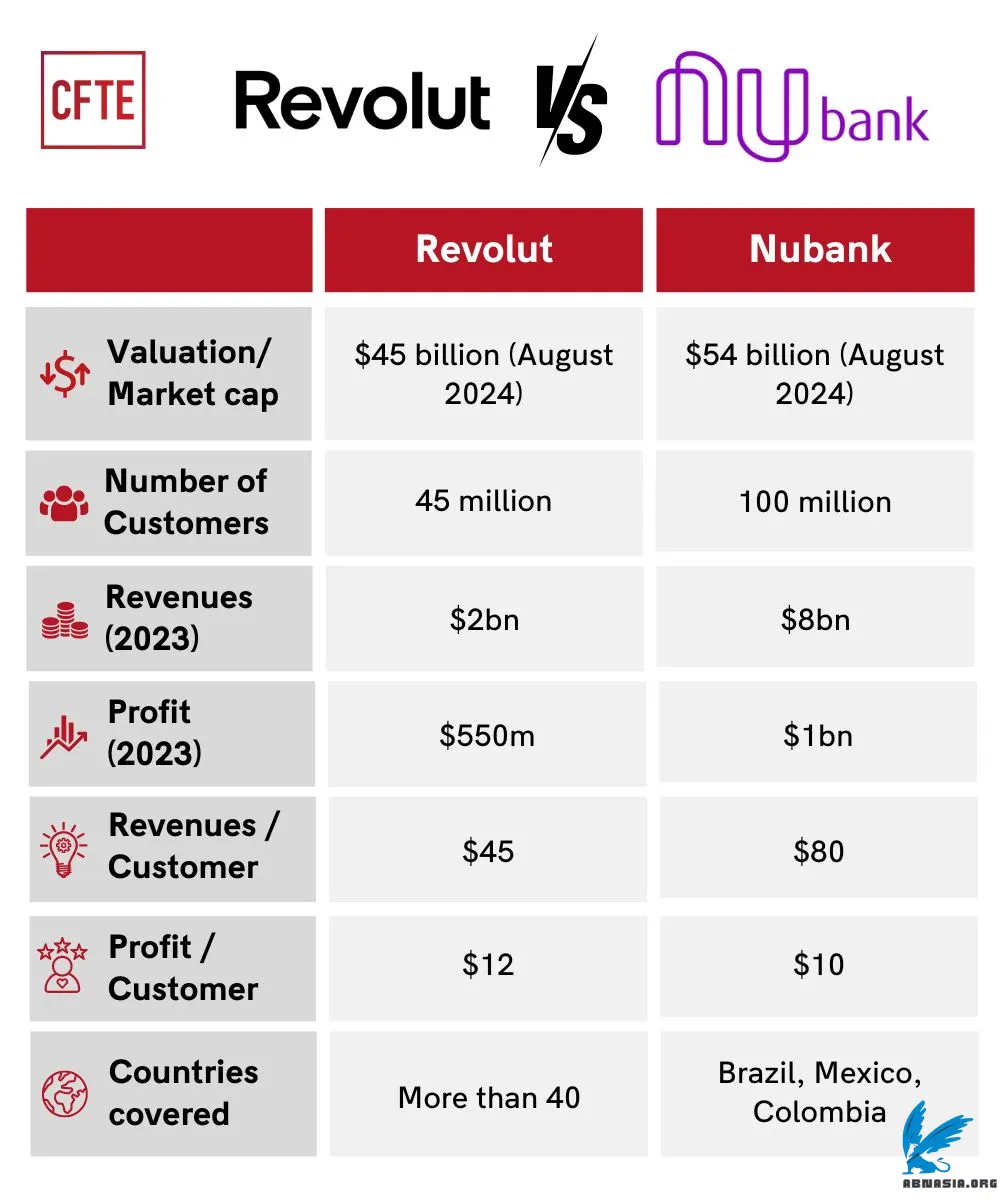 CFTE
Revolut VS nu bank
Revolut
Nubank
Valuation/
Market cap
$45 billion (August
2024)
$54 billion (August
2024)
Number of
Customers
45 million
100 million
Revenues
(2023)
$2bn
$8bn
Profit
(2023)
$550m
$1bn
Revenues /
Customer
$45
$80
Profit /
Customer
$12
$10
Countries
covered
More than 40
Brazil, Mexico,
Colombia
ABNASIA.ORG